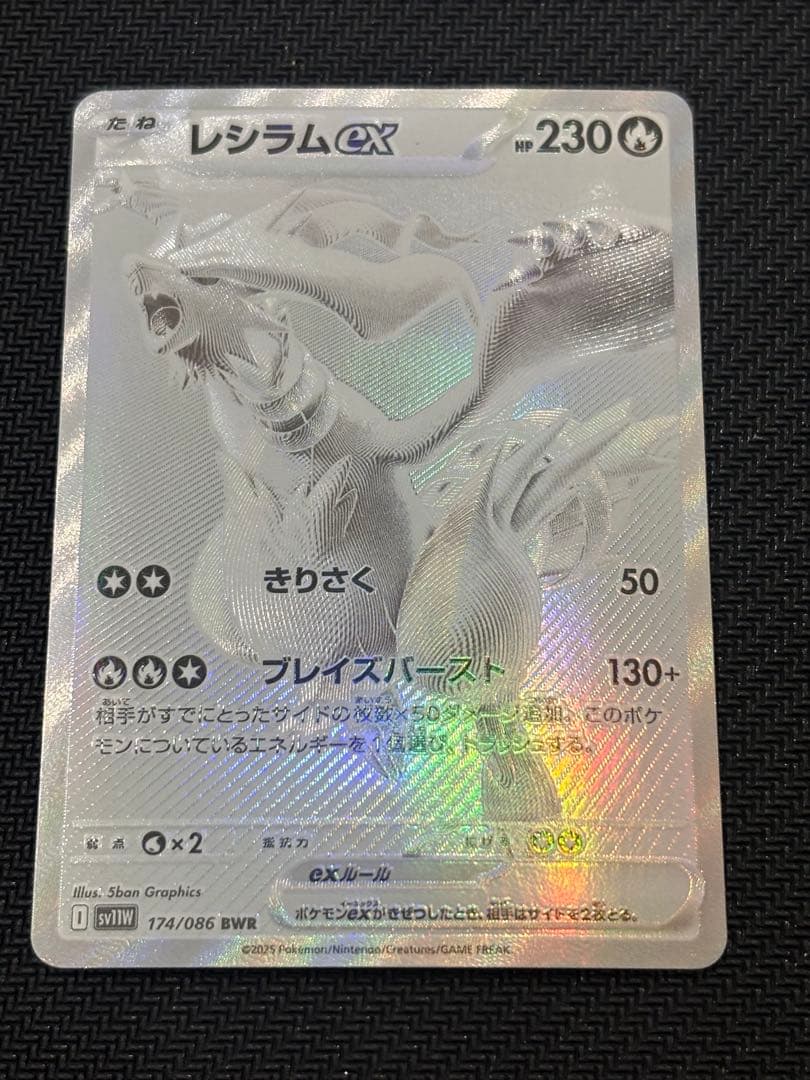 たね レシラムex HP230
きりさく 50
ブレイズバースト 130+
相手がすでにとったサイドの枚数×50ダメージ追加。このポケ
モンについているエネルギーを1個選び、トラッシュする。
弱点 ×2 抵抗力 にげる
exルール
Illus. 5ban Graphics
ポケモンexがきぜつしたとき、相手はサイドを2枚とる。
I sv11W 174/086 BWR
©2025 Pokémon/Nintendo/Creatures/GAME FREAK.